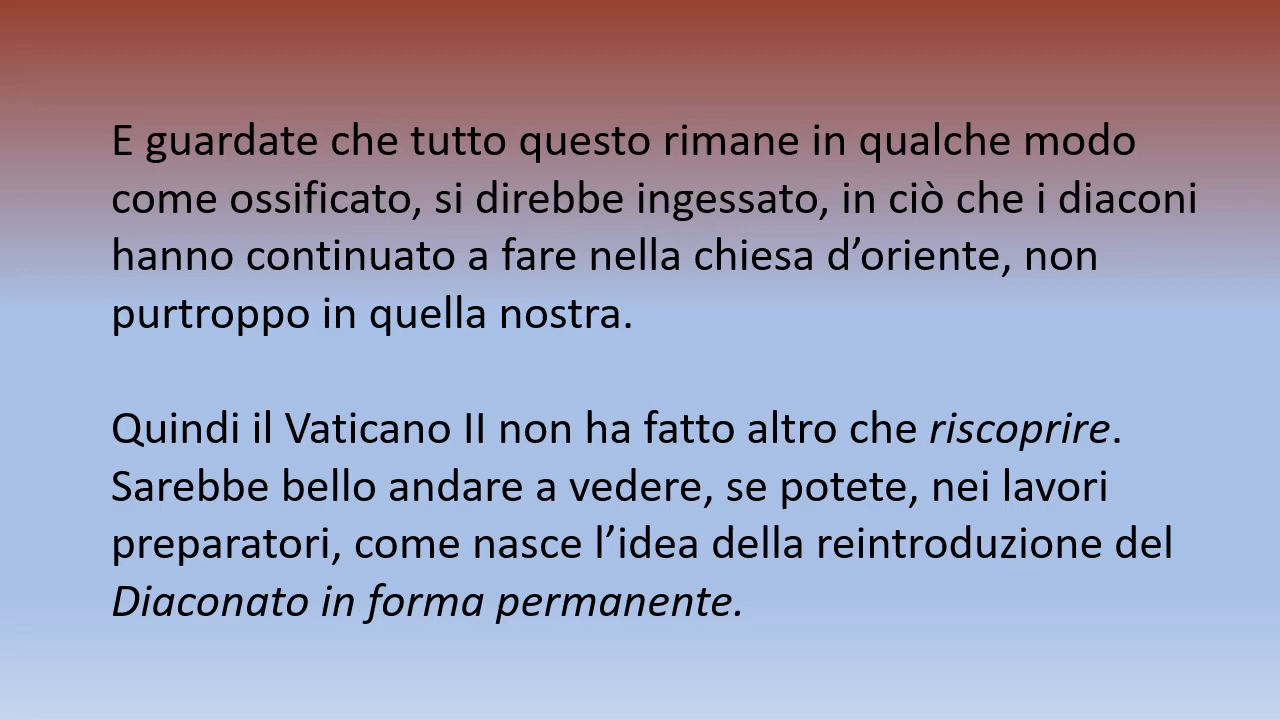 E guardate che tutto questo rimane in qualche modo
come ossificato, si direbbe ingessato, in ciò che i diaconi
hanno continuato a fare nella chiesa d’oriente, non
purtroppo in quella nostra.
Quindi il Vaticano II non ha fatto altro che riscoprire.
Sarebbe bello andare a vedere, se potete, nei lavori
preparatori, come nasce l’idea della reintroduzione del
Diaconato in forma permanente.